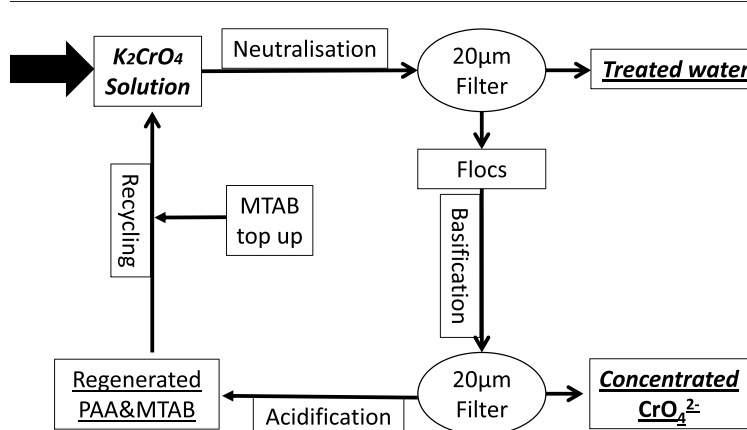 K₂CrO₄
Solution
Neutralisation
20μm
Filter
Treated water
Flocs
Recycling
MTAB
top up
Basification
Regenerated
PAA&MTAB
Acidification
20μm
Filter
Concentrated
CrO₄²⁻